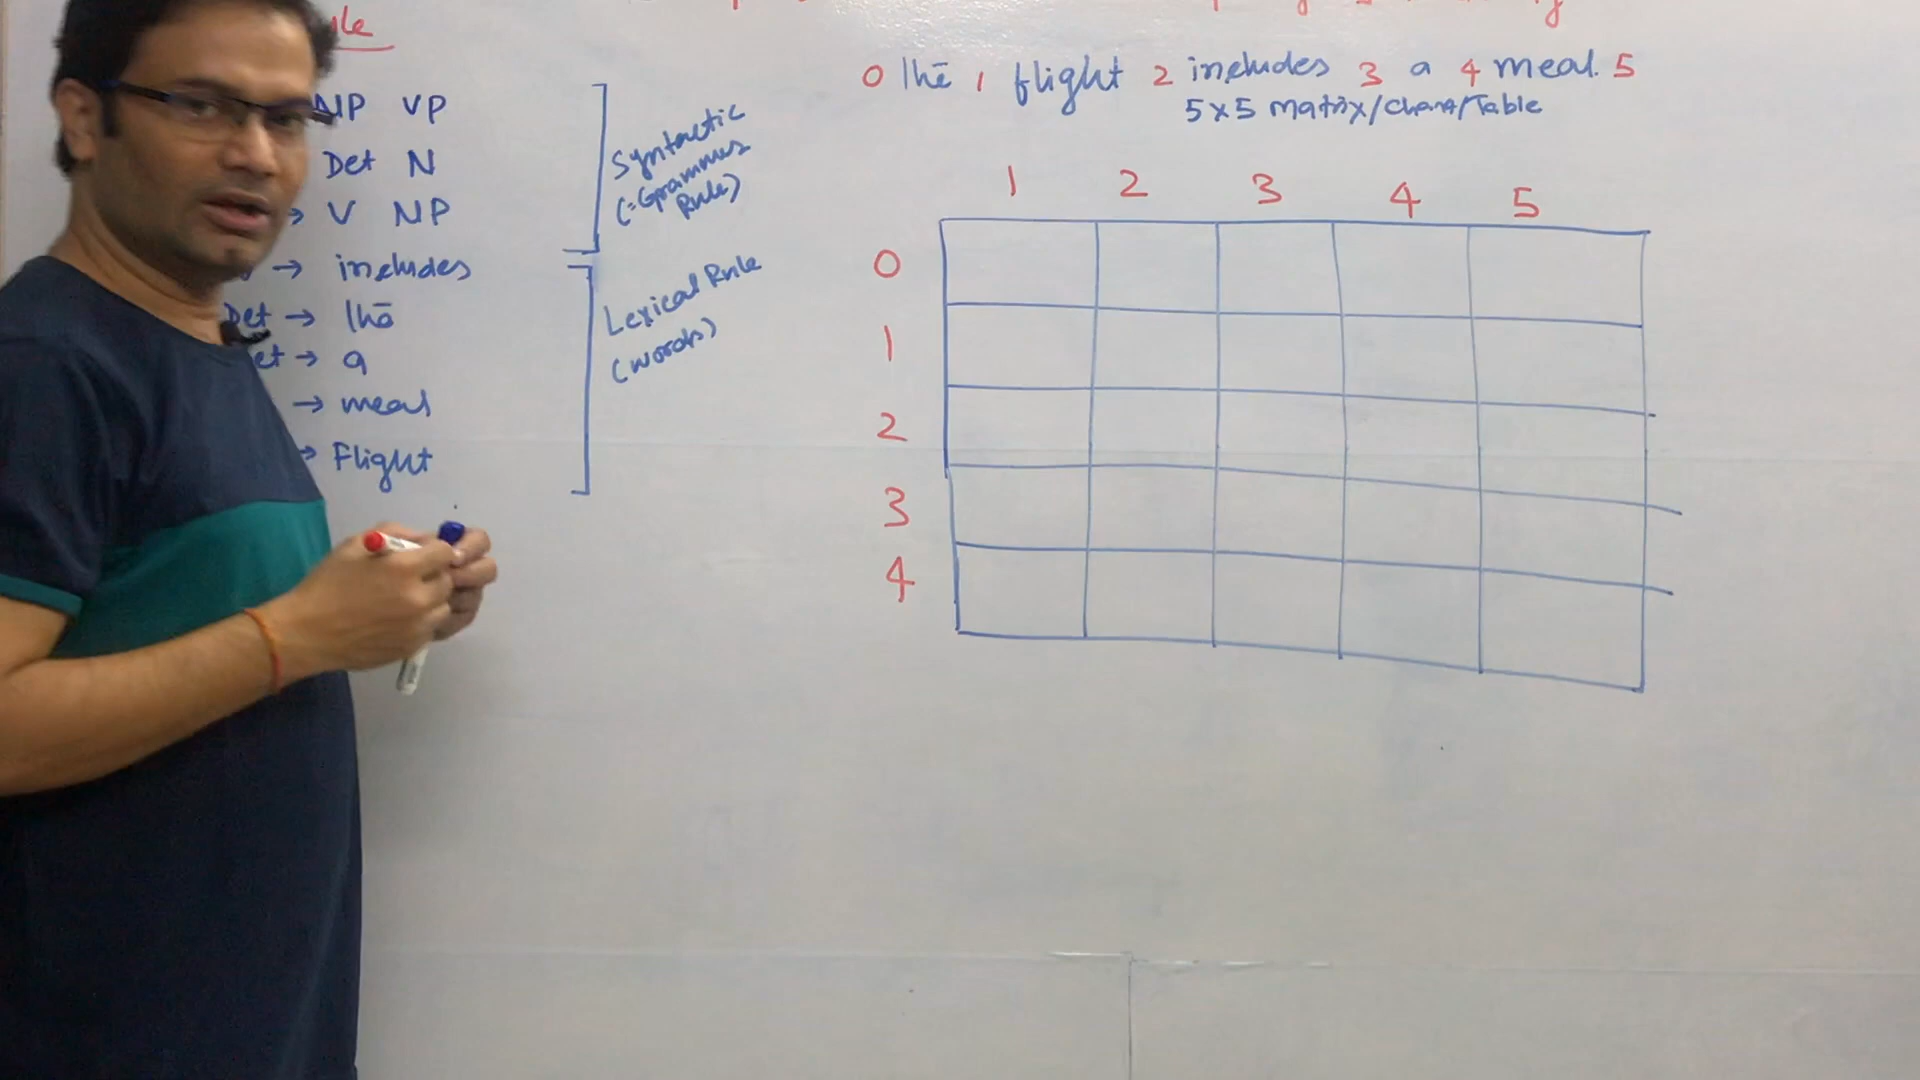 NP VP
Det N
→ V NP
→ includes
Det → The
et → a
→ meal
→ Flight
Syntactic
(=Grammer
Rule)
Lexical Rule
(words)
0 The 1 flight 2 includes 3 a 4 meal. 5
5x5 matrix/chart/Table
1 2 3 4 5
0
1
2
3
4